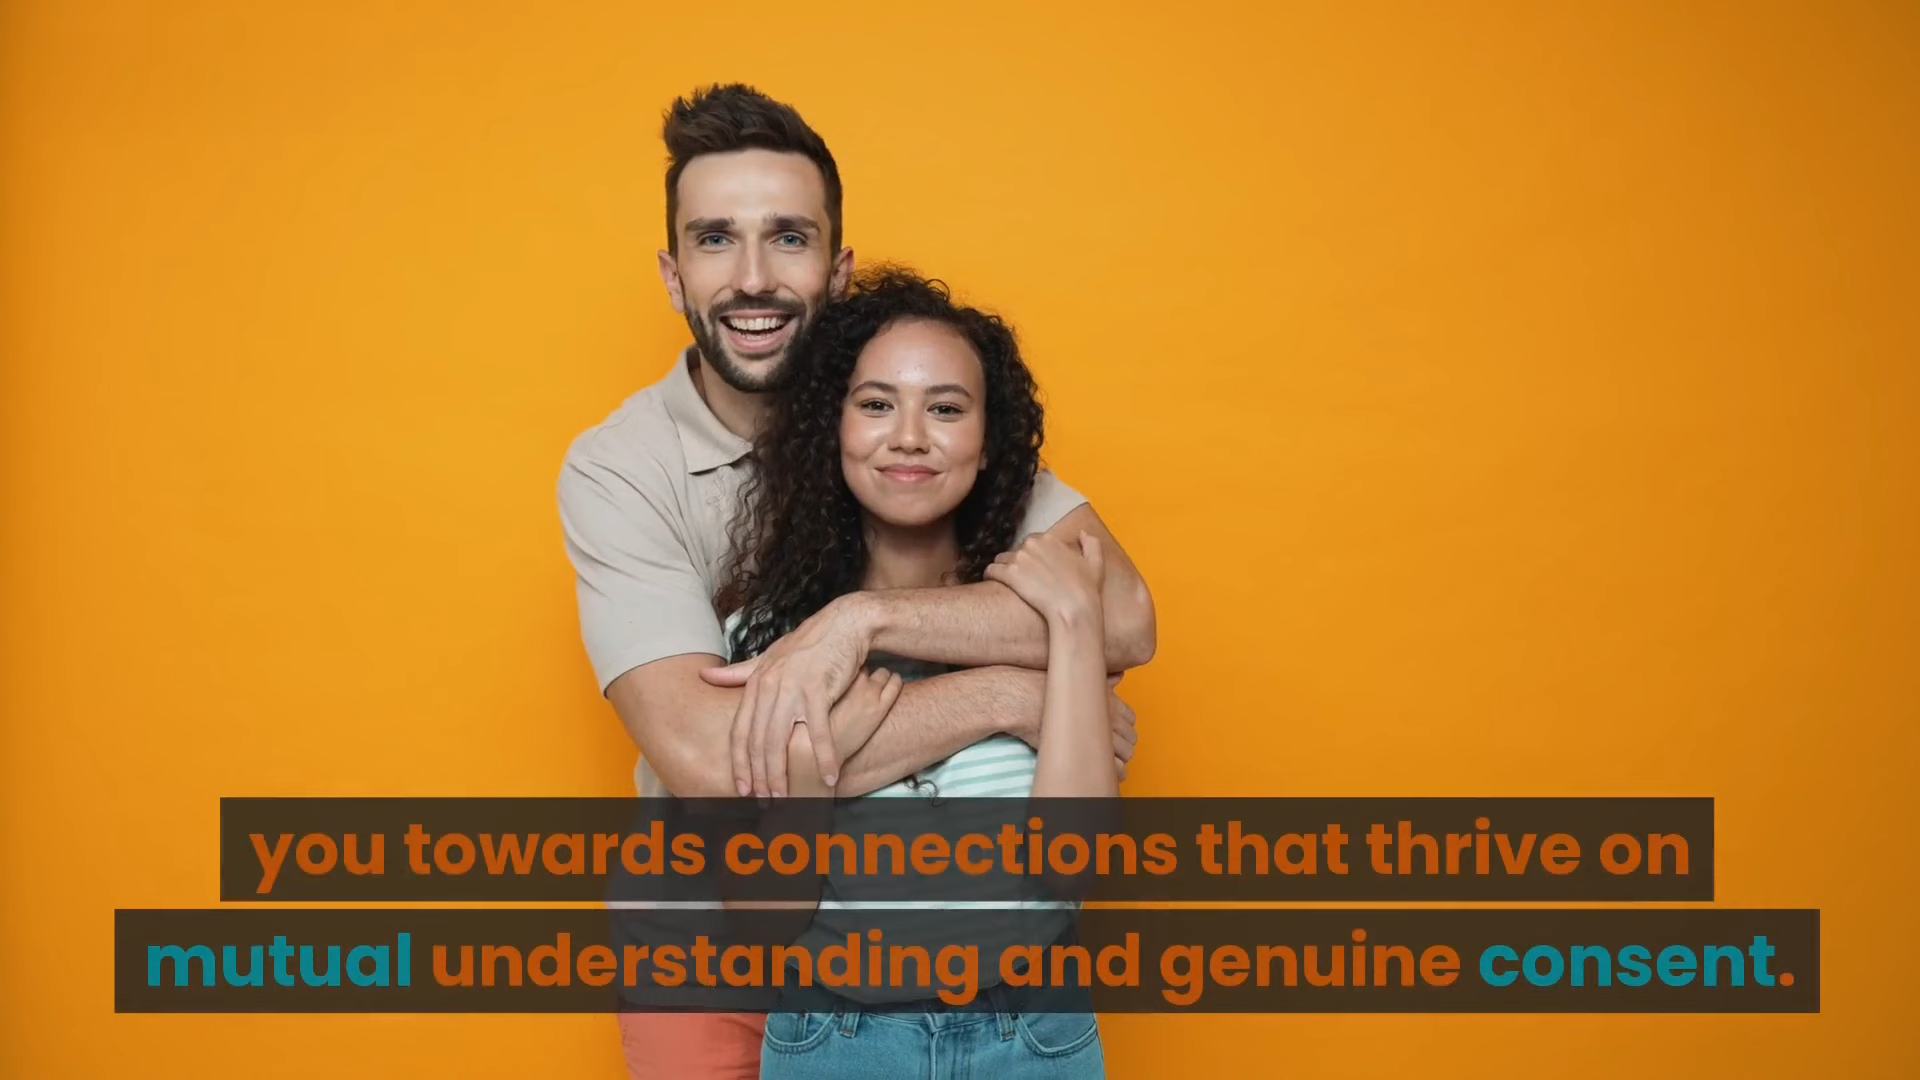 you towards connections that thrive on
mutual understanding and genuine consent.